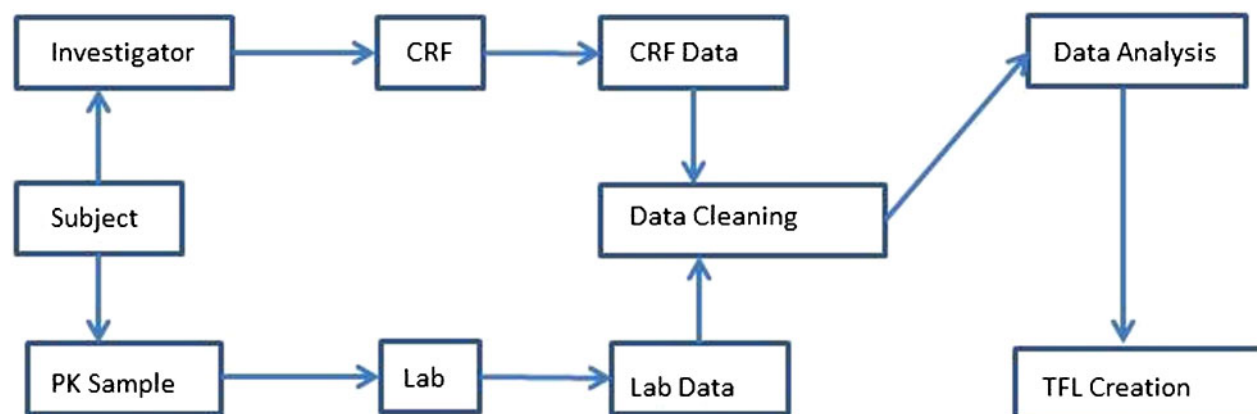 Investigator
CRF
CRF Data
Data Analysis
Subject
Data Cleaning
PK Sample
Lab
Lab Data
TFL Creation